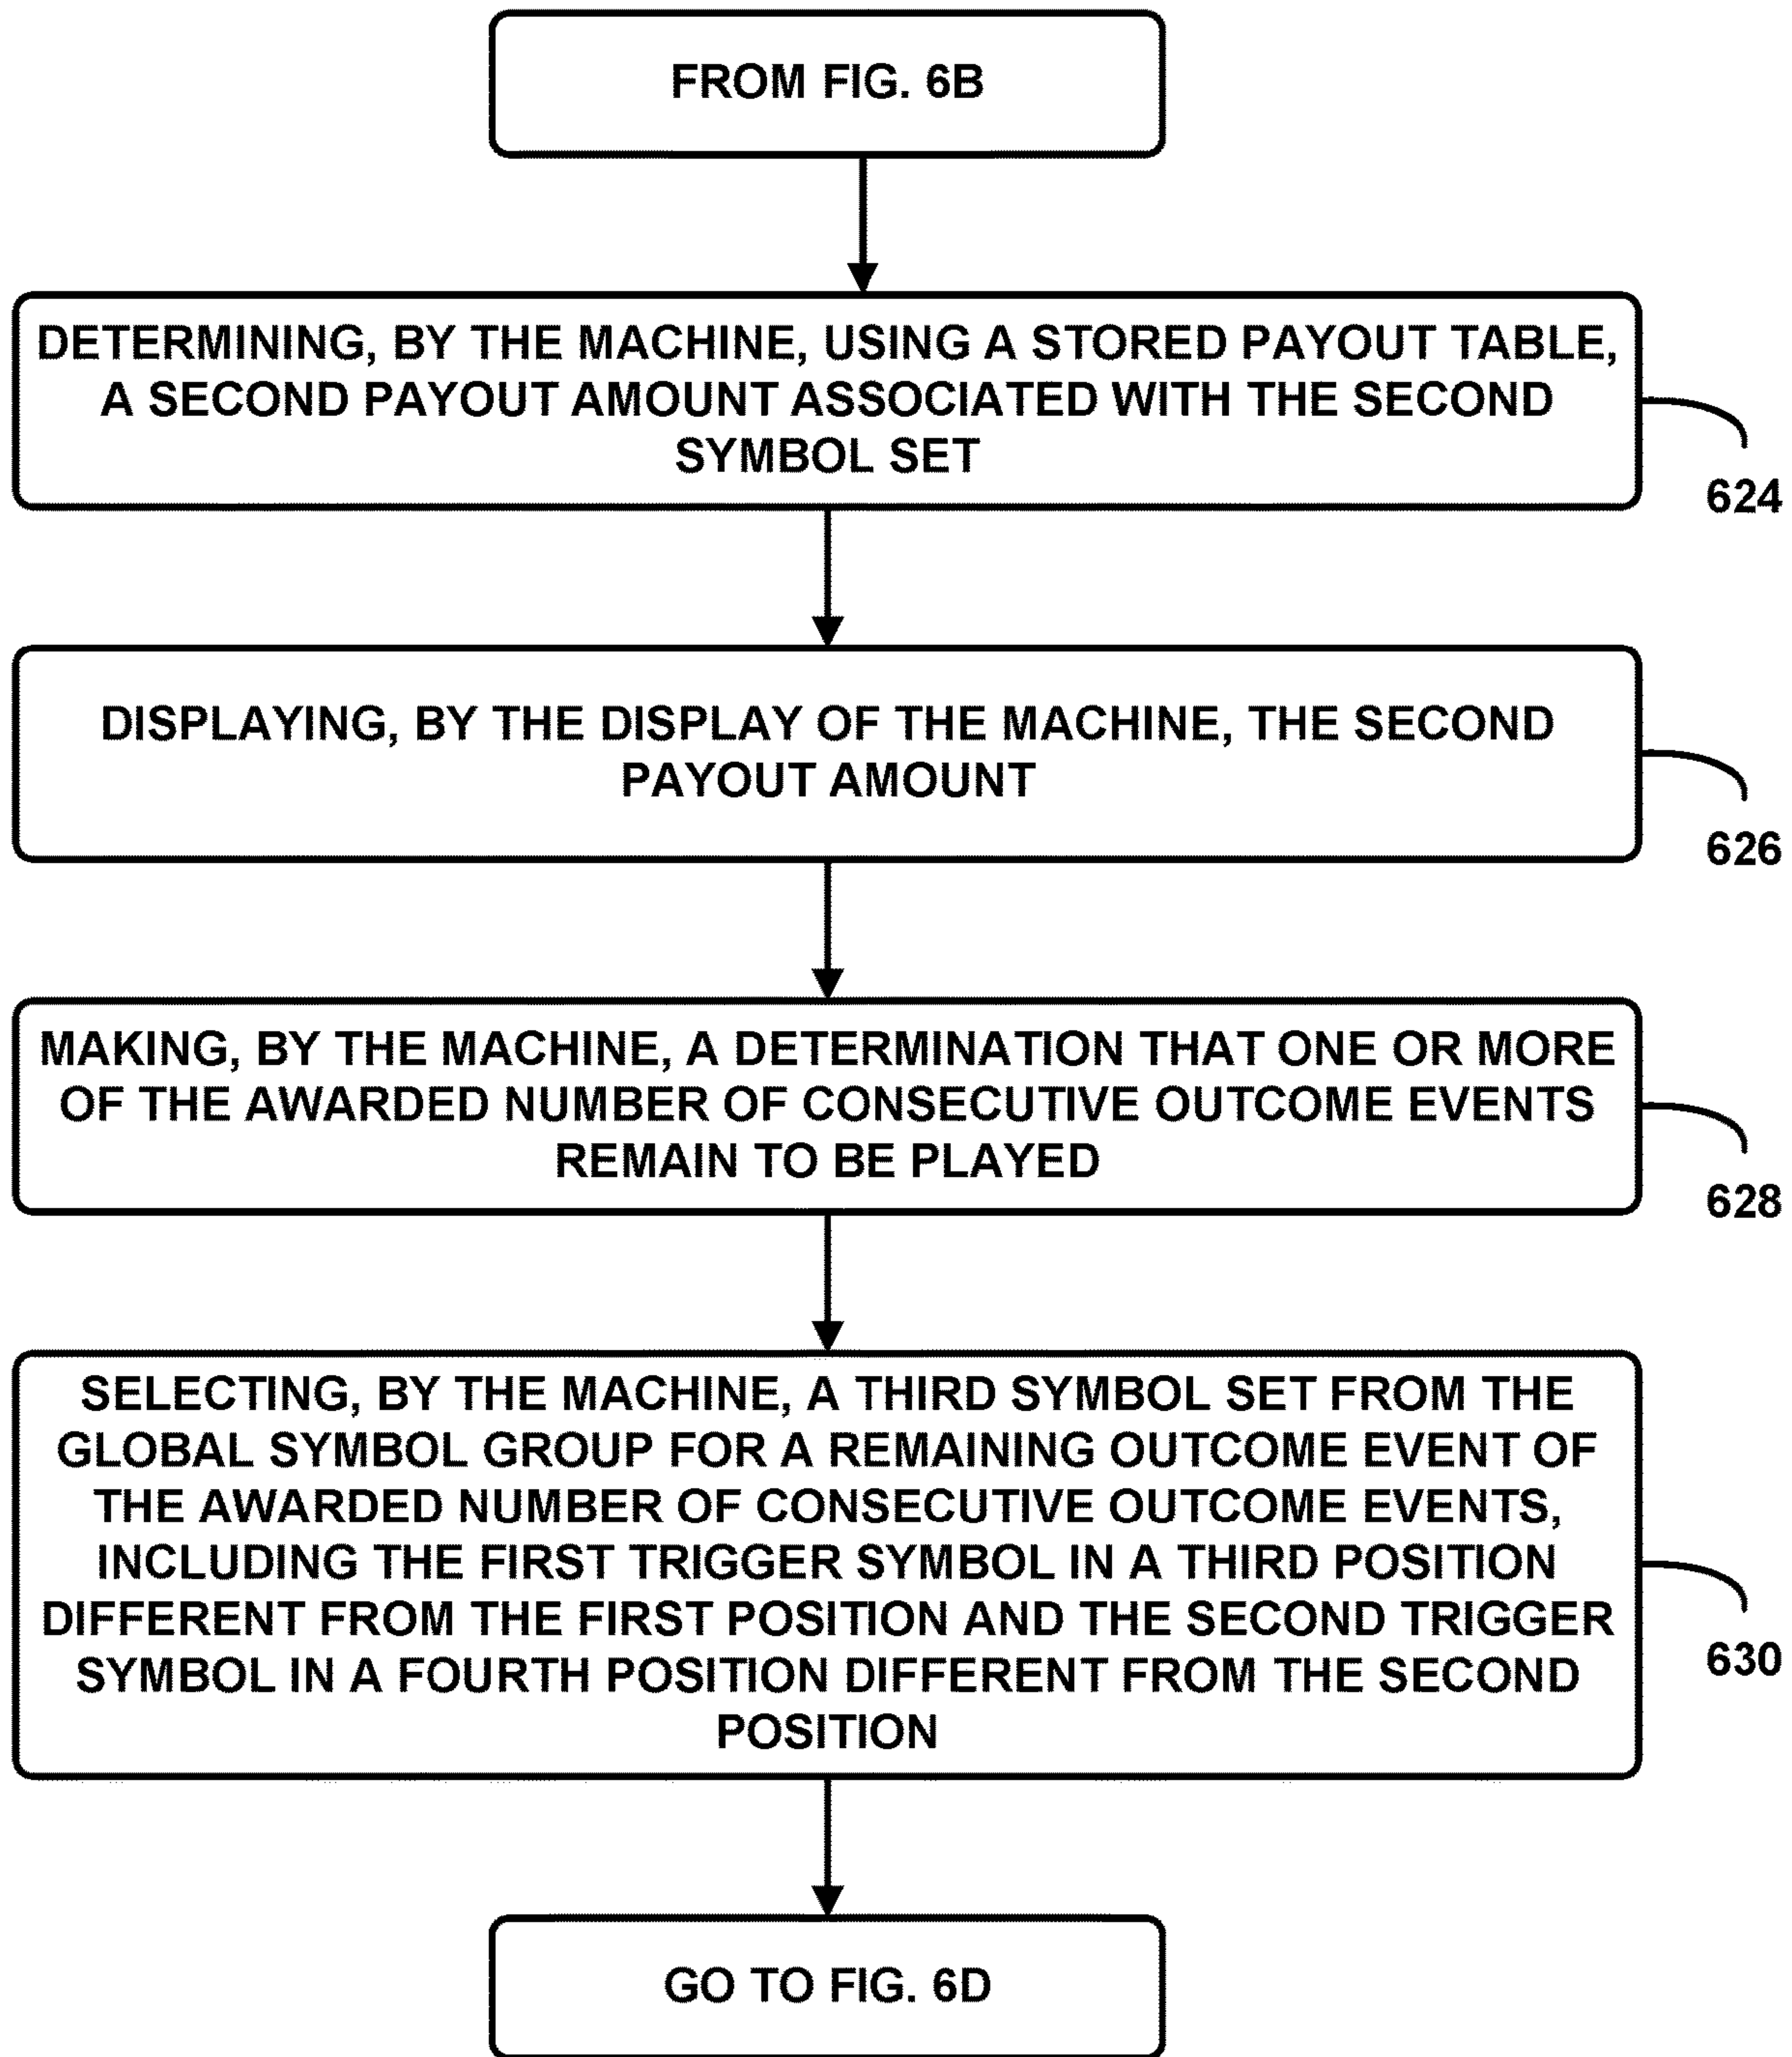 FROM FIG. 6B
DETERMINING, BY THE MACHINE, USING A STORED PAYOUT TABLE,
A SECOND PAYOUT AMOUNT ASSOCIATED WITH THE SECOND
SYMBOL SET
624
DISPLAYING, BY THE DISPLAY OF THE MACHINE, THE SECOND
PAYOUT AMOUNT
626
MAKING, BY THE MACHINE, A DETERMINATION THAT ONE OR MORE
OF THE AWARDED NUMBER OF CONSECUTIVE OUTCOME EVENTS
REMAIN TO BE PLAYED
628
SELECTING, BY THE MACHINE, A THIRD SYMBOL SET FROM THE
GLOBAL SYMBOL GROUP FOR A REMAINING OUTCOME EVENT OF
THE AWARDED NUMBER OF CONSECUTIVE OUTCOME EVENTS,
INCLUDING THE FIRST TRIGGER SYMBOL IN A THIRD POSITION
DIFFERENT FROM THE FIRST POSITION AND THE SECOND TRIGGER
SYMBOL IN A FOURTH POSITION DIFFERENT FROM THE SECOND
POSITION
630
GO TO FIG. 6D